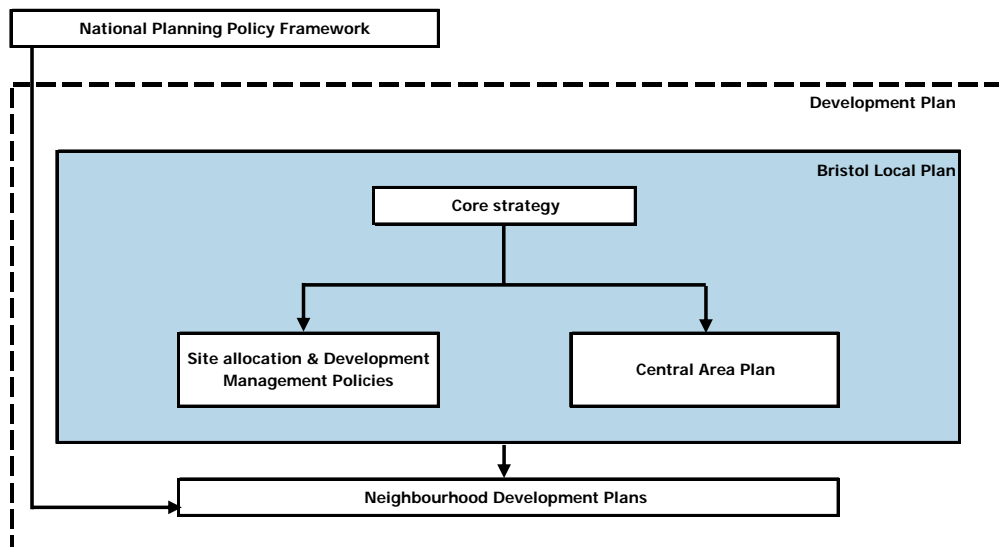 National Planning Policy Framework
Development Plan
Bristol Local Plan
Core strategy
Site allocation & Development
Management Policies
Central Area Plan
Neighbourhood Development Plans